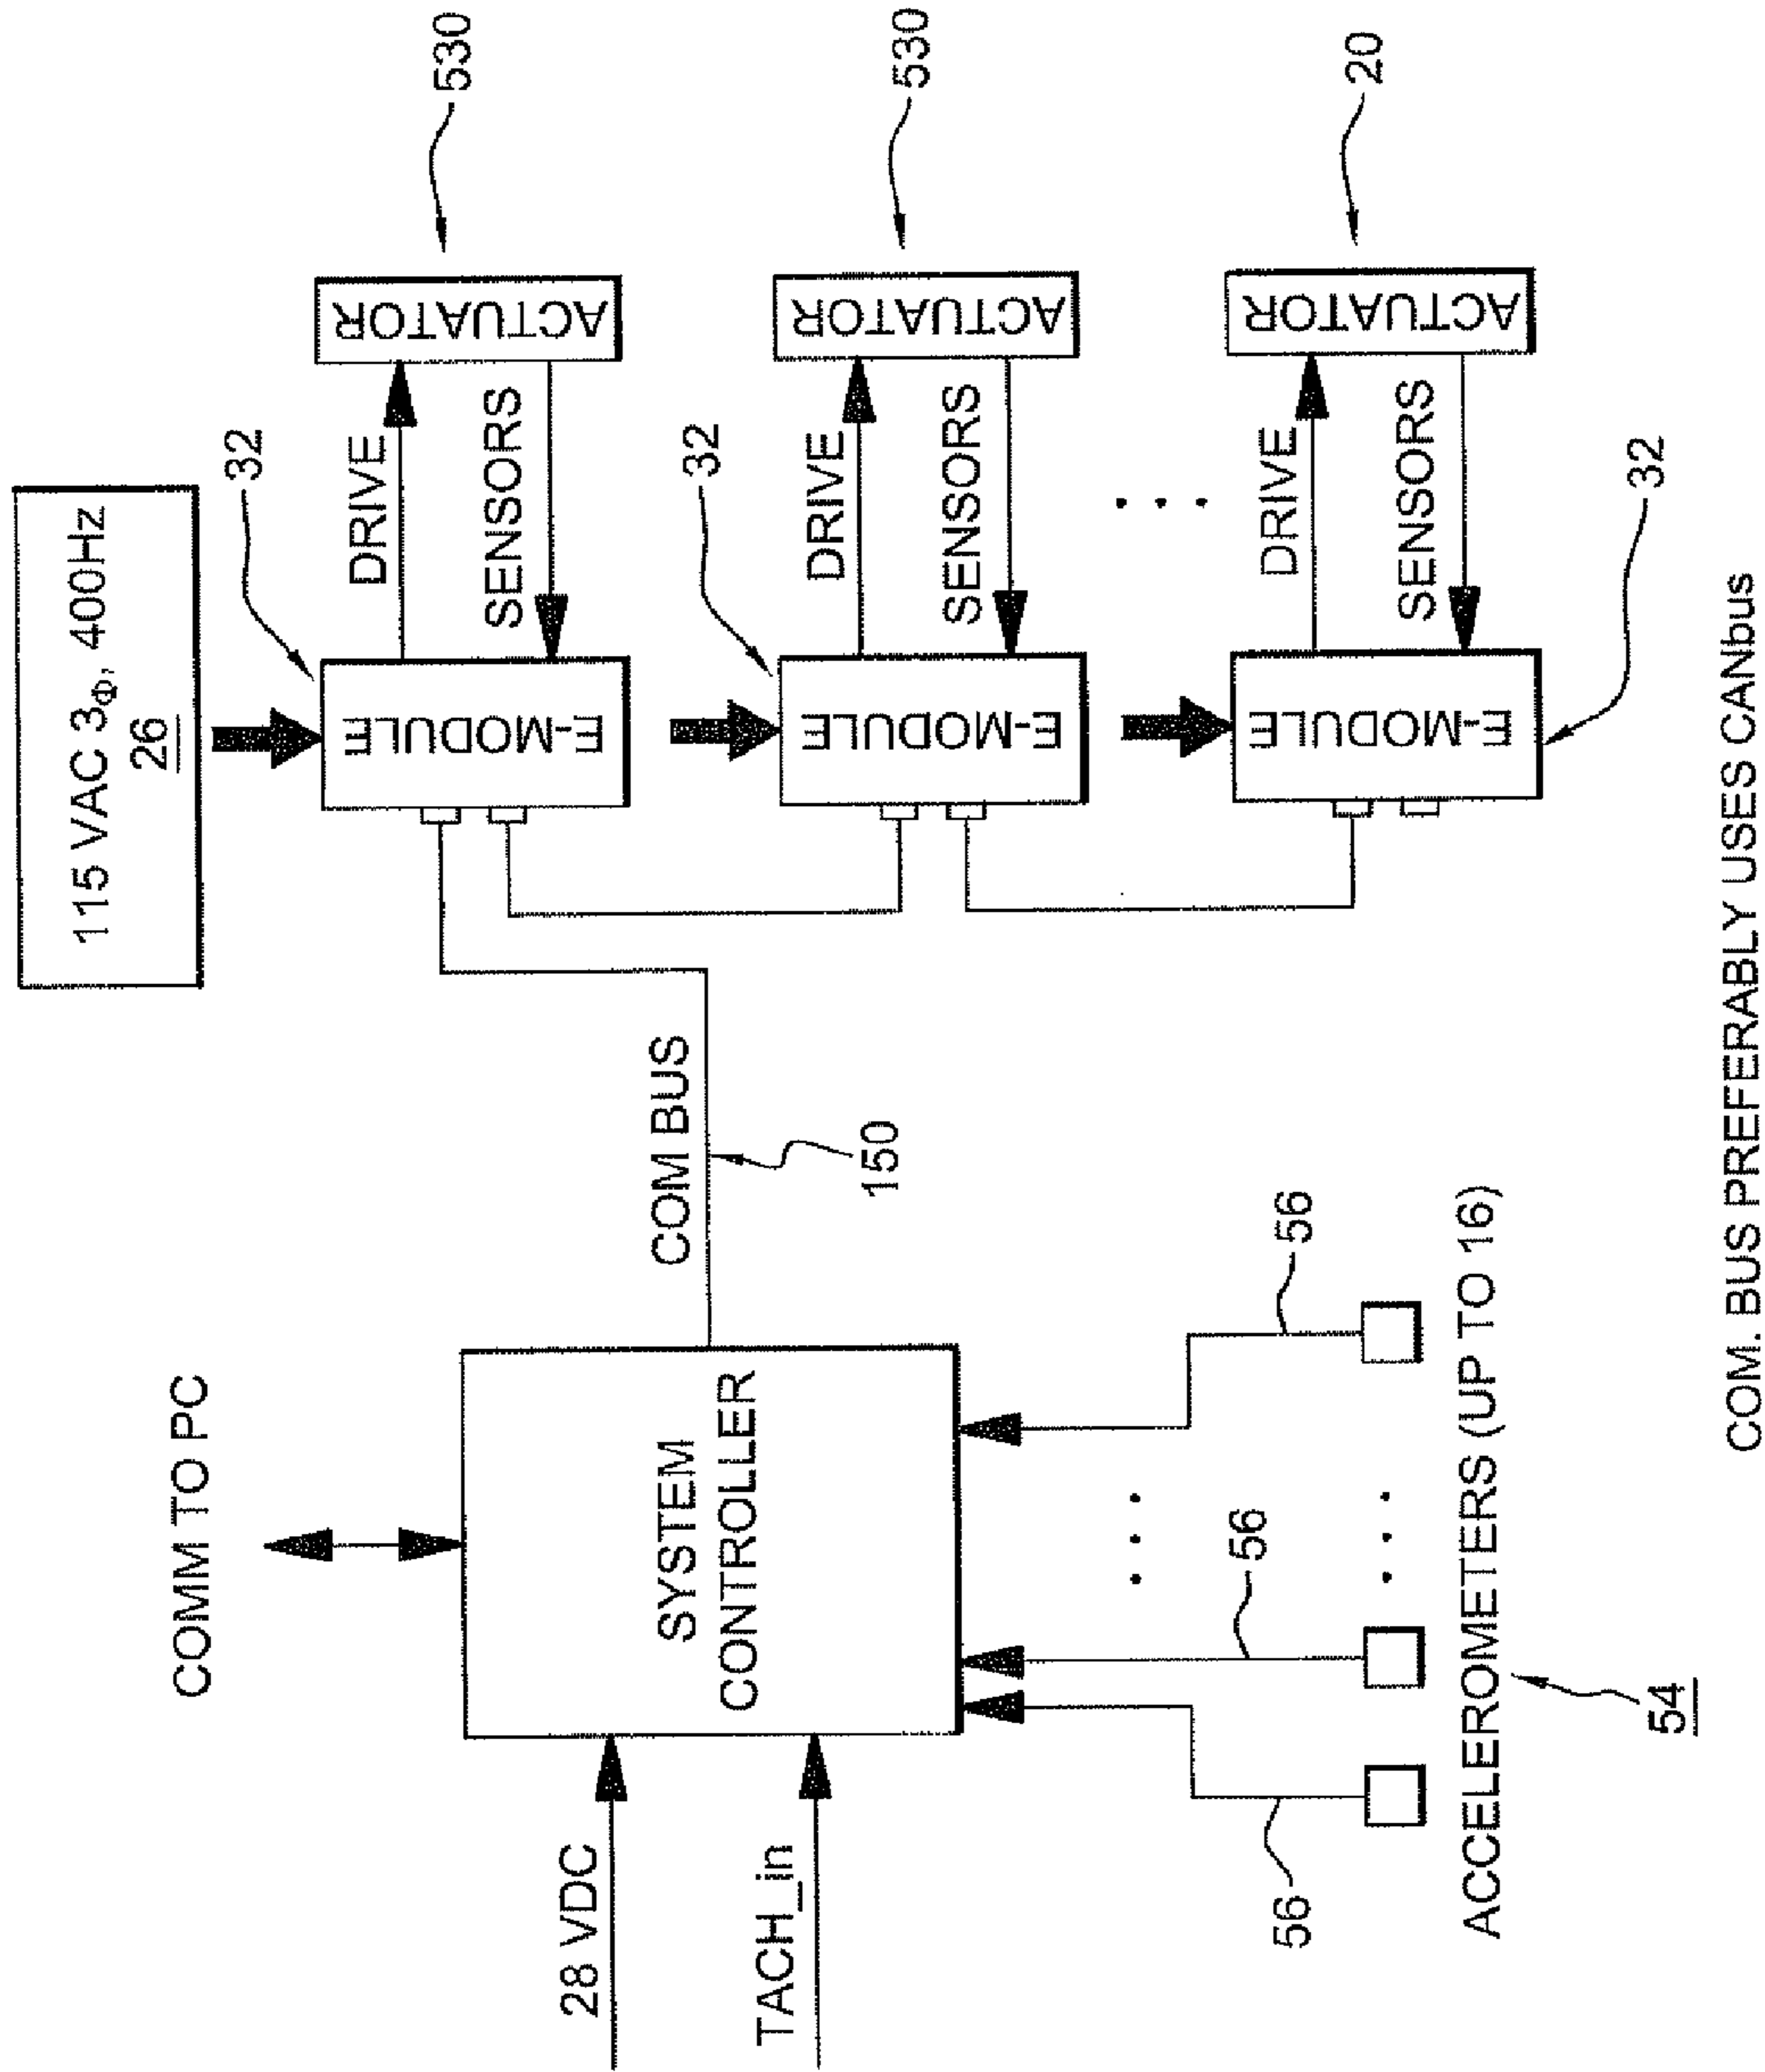 115 VAC 3Φ, 400Hz
26
COMM TO PC
28 VDC
TACH_in
SYSTEM
CONTROLLER
COM BUS
150
32
E-MODULE
DRIVE
SENSORS
ACTUATOR
530
32
E-MODULE
DRIVE
SENSORS
ACTUATOR
530
E-MODULE
32
DRIVE
SENSORS
ACTUATOR
20
56
56
56
ACCELEROMETERS (UP TO 16)
54
COM. BUS PREFERABLY USES CANbus